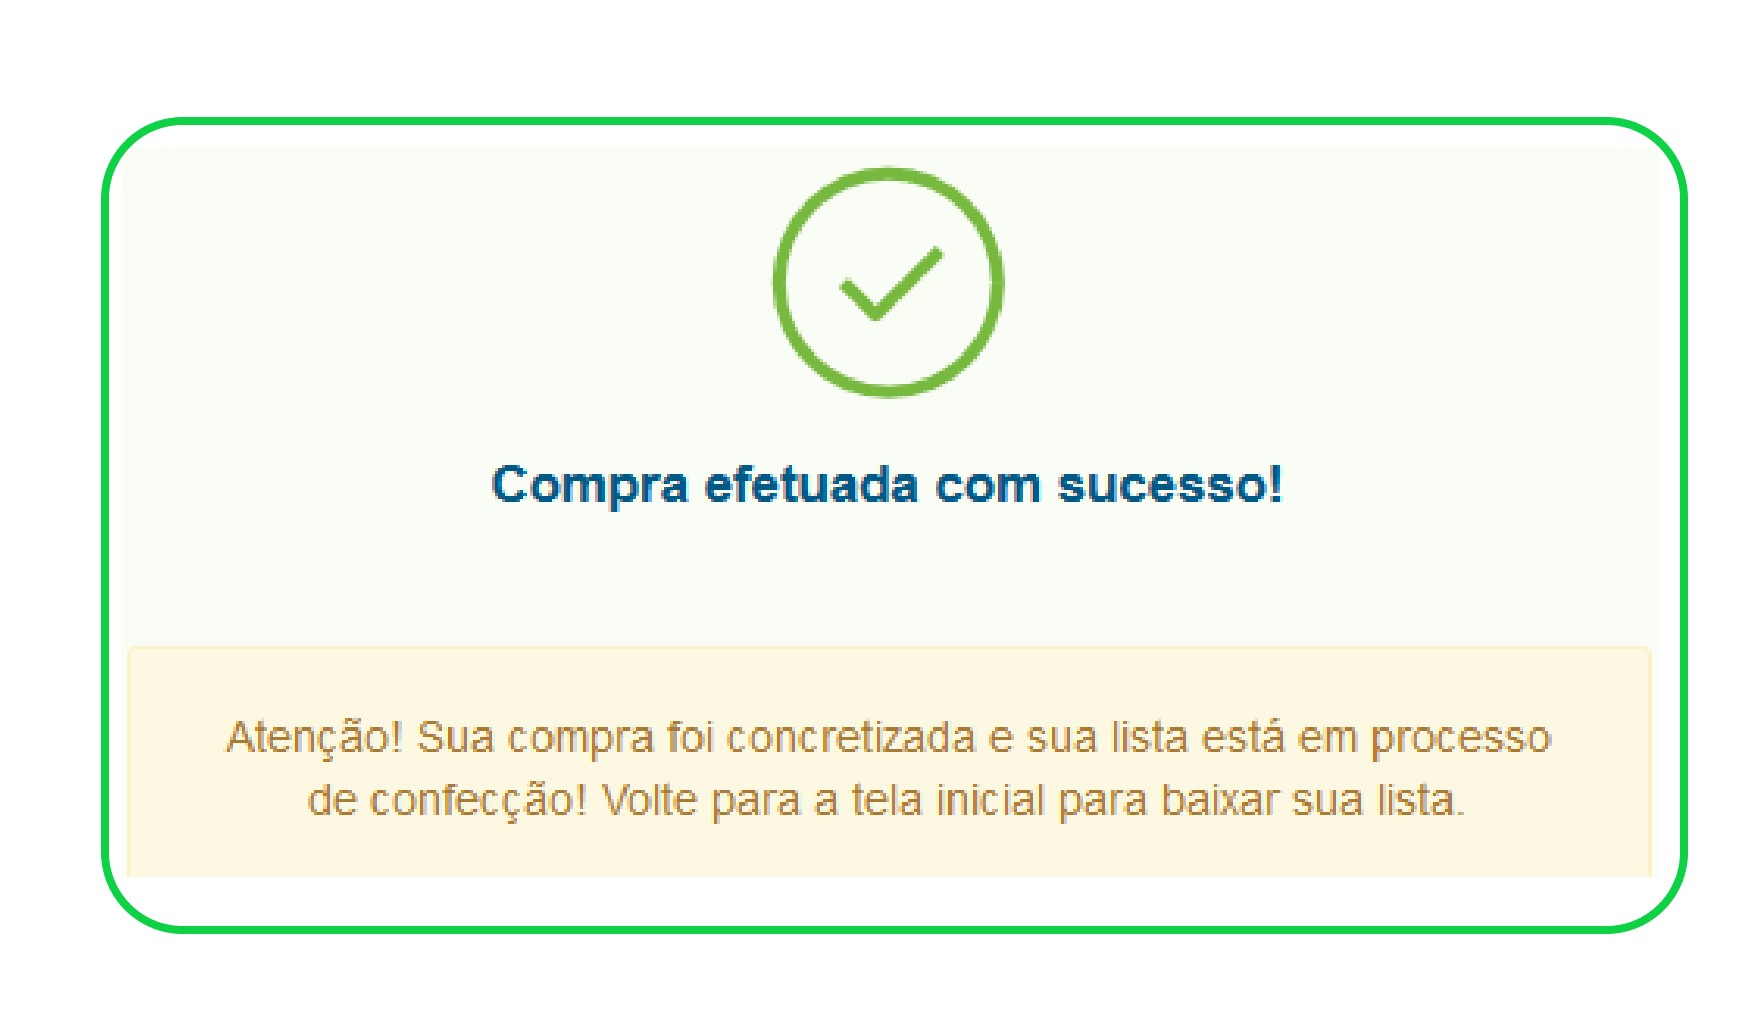 Compra efetuada com sucesso!
Atenção! Sua compra foi concretizada e sua lista está em processo
de confecção! Volte para a tela inicial para baixar sua lista.